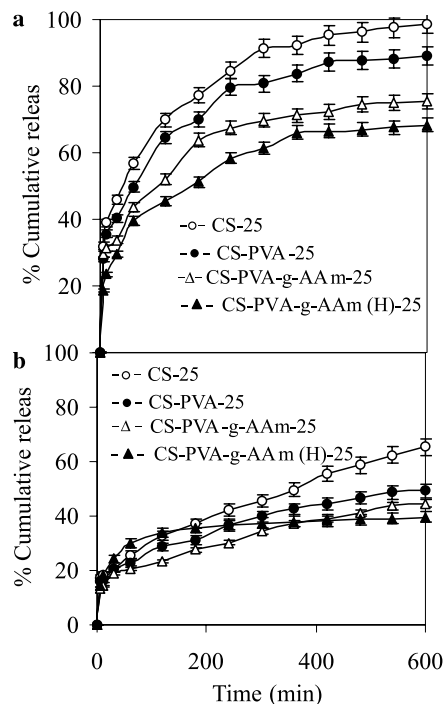 a
100
80
60
40
20
% Cumulative releas
CS-25
CS-PVA-25
CS-PVA-g-AAm-25
CS-PVA-g-AAm (H)-25
b
100
80
60
40
20
0
% Cumulative releas
CS-25
CS-PVA-25
CS-PVA-g-AAm-25
CS-PVA-g-AAm (H)-25
0 200 400 600
Time (min)